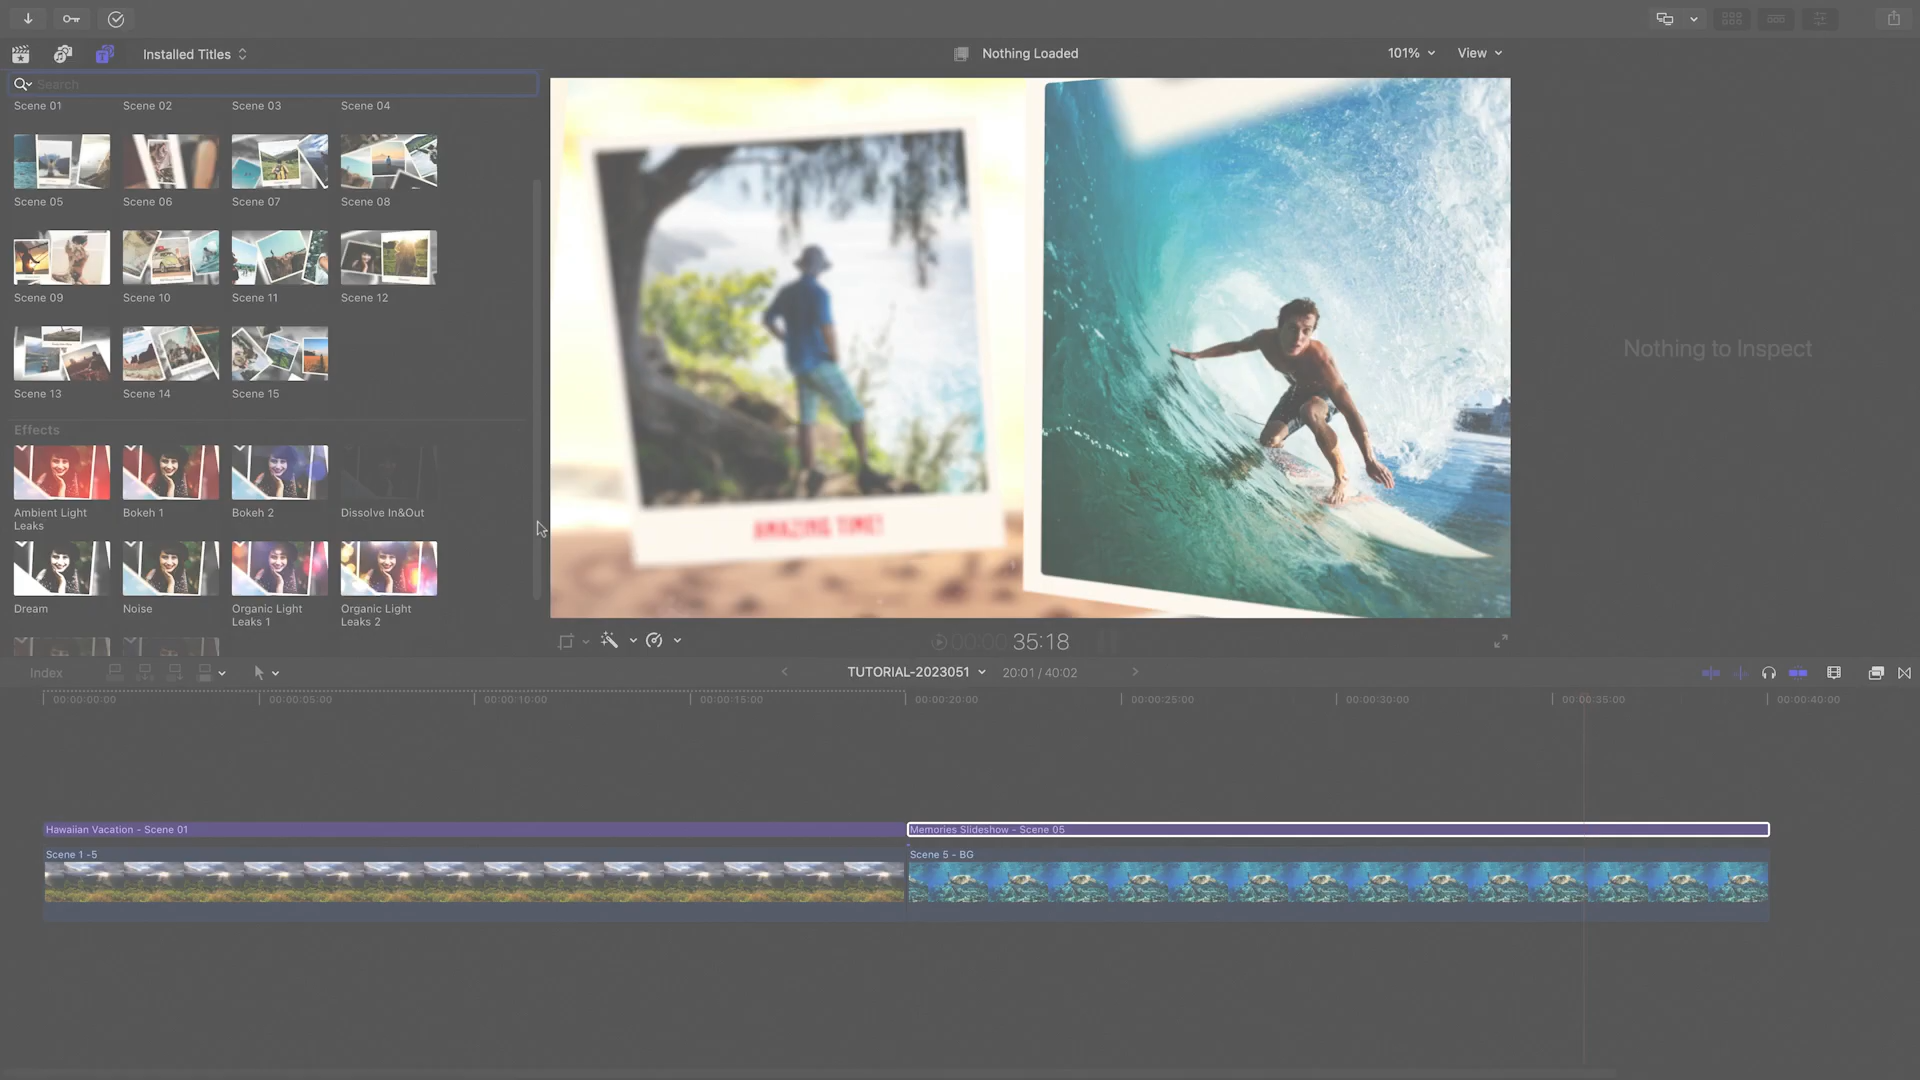 Installed Titles
Nothing Loaded
101%
View
Search
Scene 01
Scene 02
Scene 03
Scene 04
Scene 05
Scene 06
Scene 07
Scene 08
Scene 09
Scene 10
Scene 11
Scene 12
Scene 13
Scene 14
Scene 15
Effects
Ambient Light
Leaks
Bokeh 1
Bokeh 2
Dissolve In&Out
Dream
Noise
Organic Light
Leaks 1
Organic Light
Leaks 2
AMAZING TIME!
Nothing to Inspect
00:00:35:18
Index
TUTORIAL-2023051
20:01 / 40:02
00:00:00:00
00:00:05:00
00:00:10:00
00:00:15:00
00:00:20:00
00:00:25:00
00:00:30:00
00:00:35:00
00:00:40:00
Hawaiian Vacation - Scene 01
Memories Slideshow - Scene 05
Scene 1 -5
Scene 5 - BG